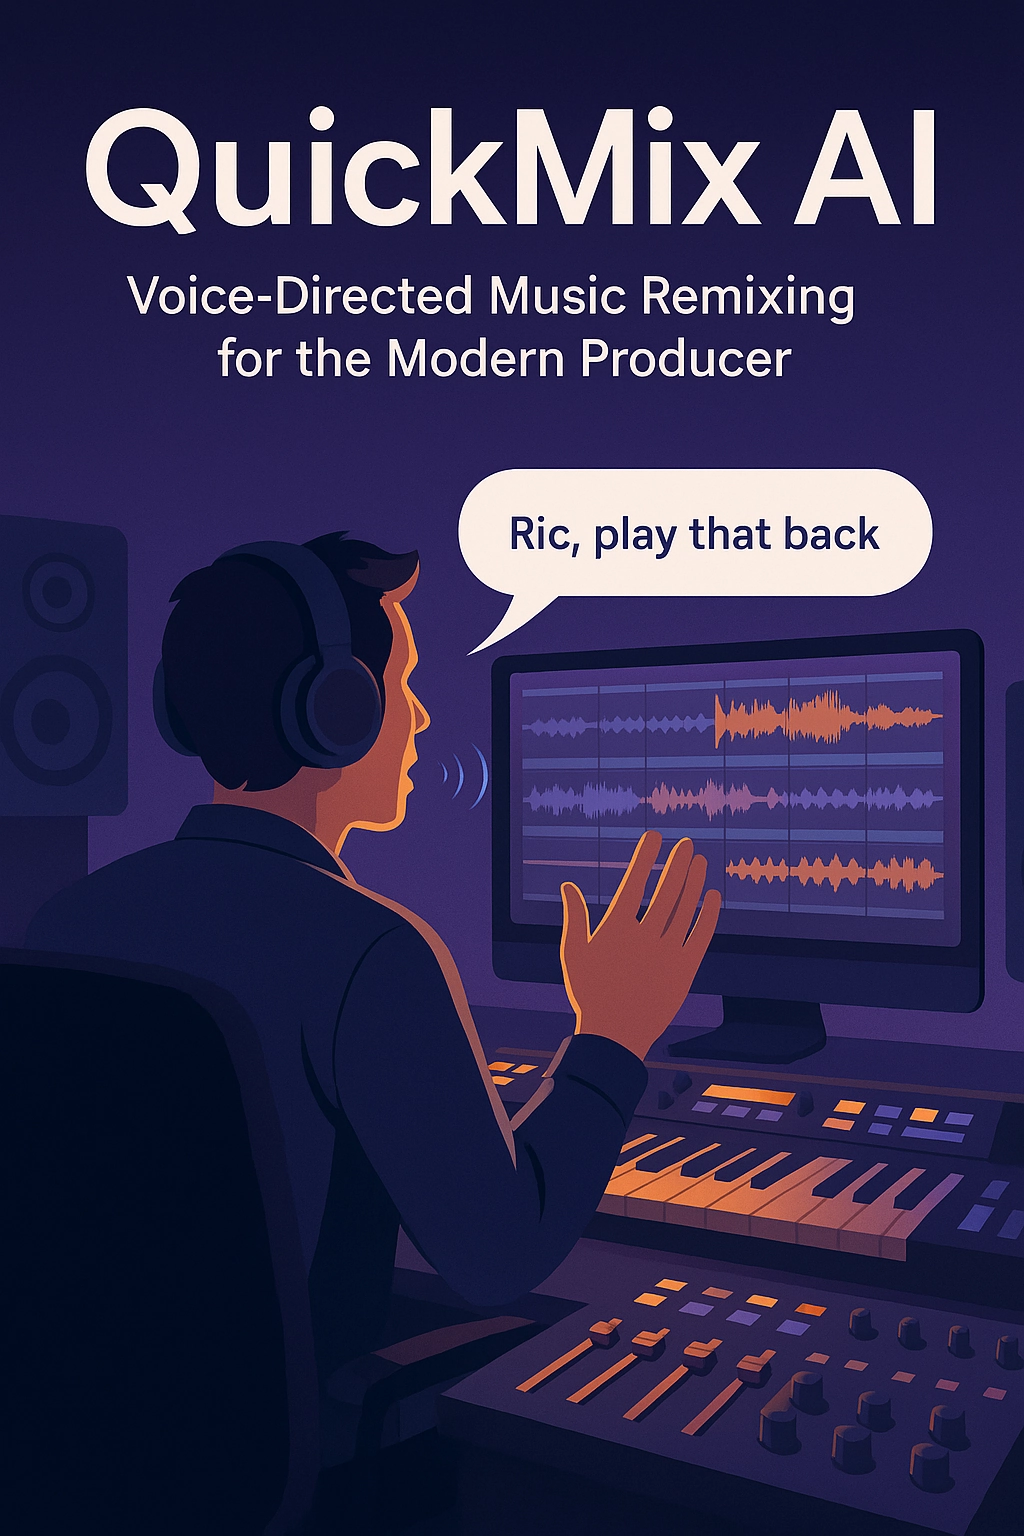 QuickMix AI
Voice-Directed Music Remixing
for the Modern Producer
Ric, play that back